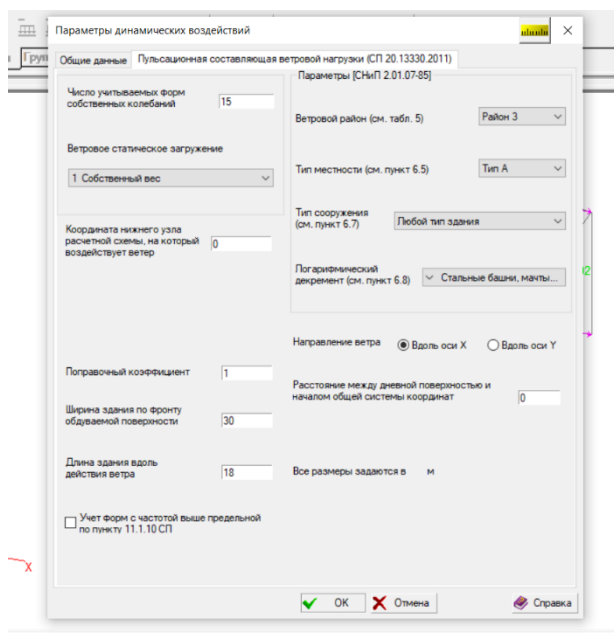 Параметры динамических воздействий
Груп
Общие данные
Пульсационная составляющая ветровой нагрузки (СП 20.13330.2011)
Число учитываемых форм
собственных колебаний
15
Ветровое статическое загружение
1 Собственный вес
Координата нижнего узла
расчетной схемы, на который
воздействует ветер
0
Поправочный коэффициент
1
Ширина здания по фронту
обдуваемой поверхности
30
Длина здания вдоль
действия ветра
18
Учет форм с частотой выше предельной
по пункту 11.1.10 СП
Параметры [СНиП 2.01.07-85]
Ветровой район (см. табл. 5)
Район 3
Тип местности (см. пункт 6.5)
Тип А
Тип сооружения
(см. пункт 6.7)
Любой тип здания
Логарифмический
декремент (см. пункт 6.8)
Стальные башни, мачты...
Направление ветра
Вдоль оси X
Вдоль оси Y
Расстояние между дневной поверхностью и
началом общей системы координат
0
Все размеры задаются в м
X
OK
Отмена
Справка